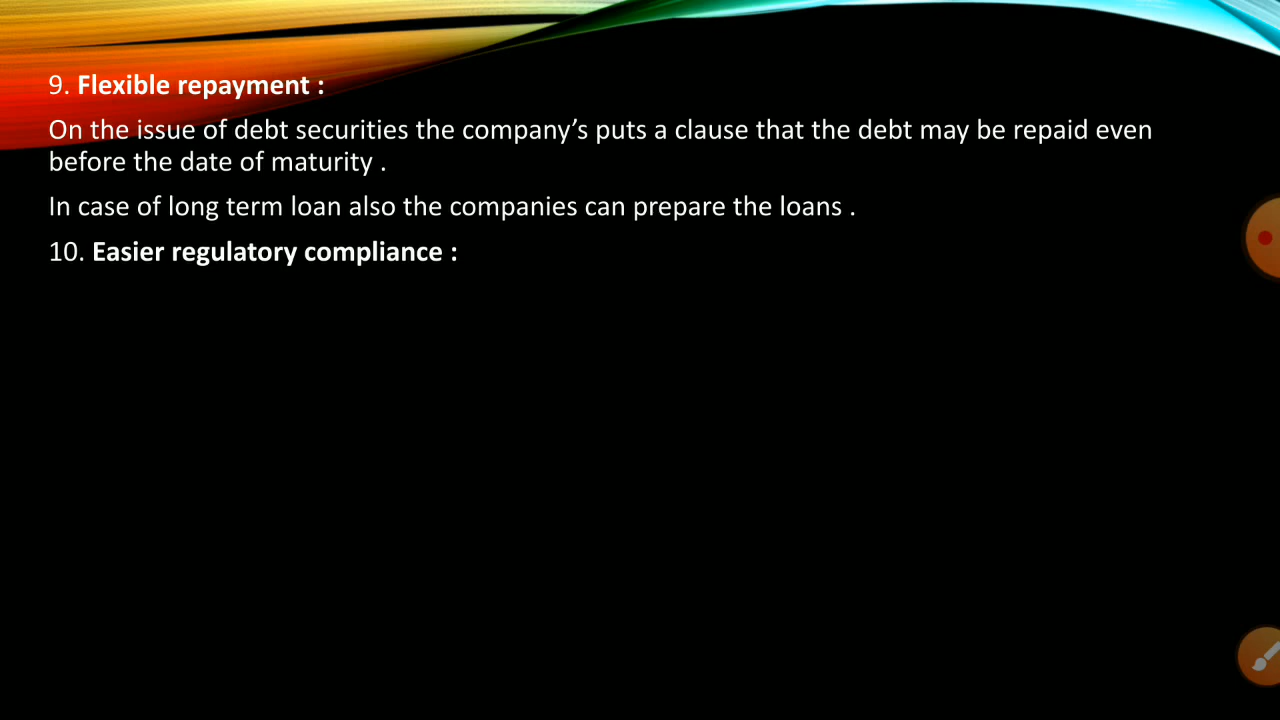 9. Flexible repayment :
On the issue of debt securities the company’s puts a clause that the debt may be repaid even
before the date of maturity .
In case of long term loan also the companies can prepare the loans .
10. Easier regulatory compliance :